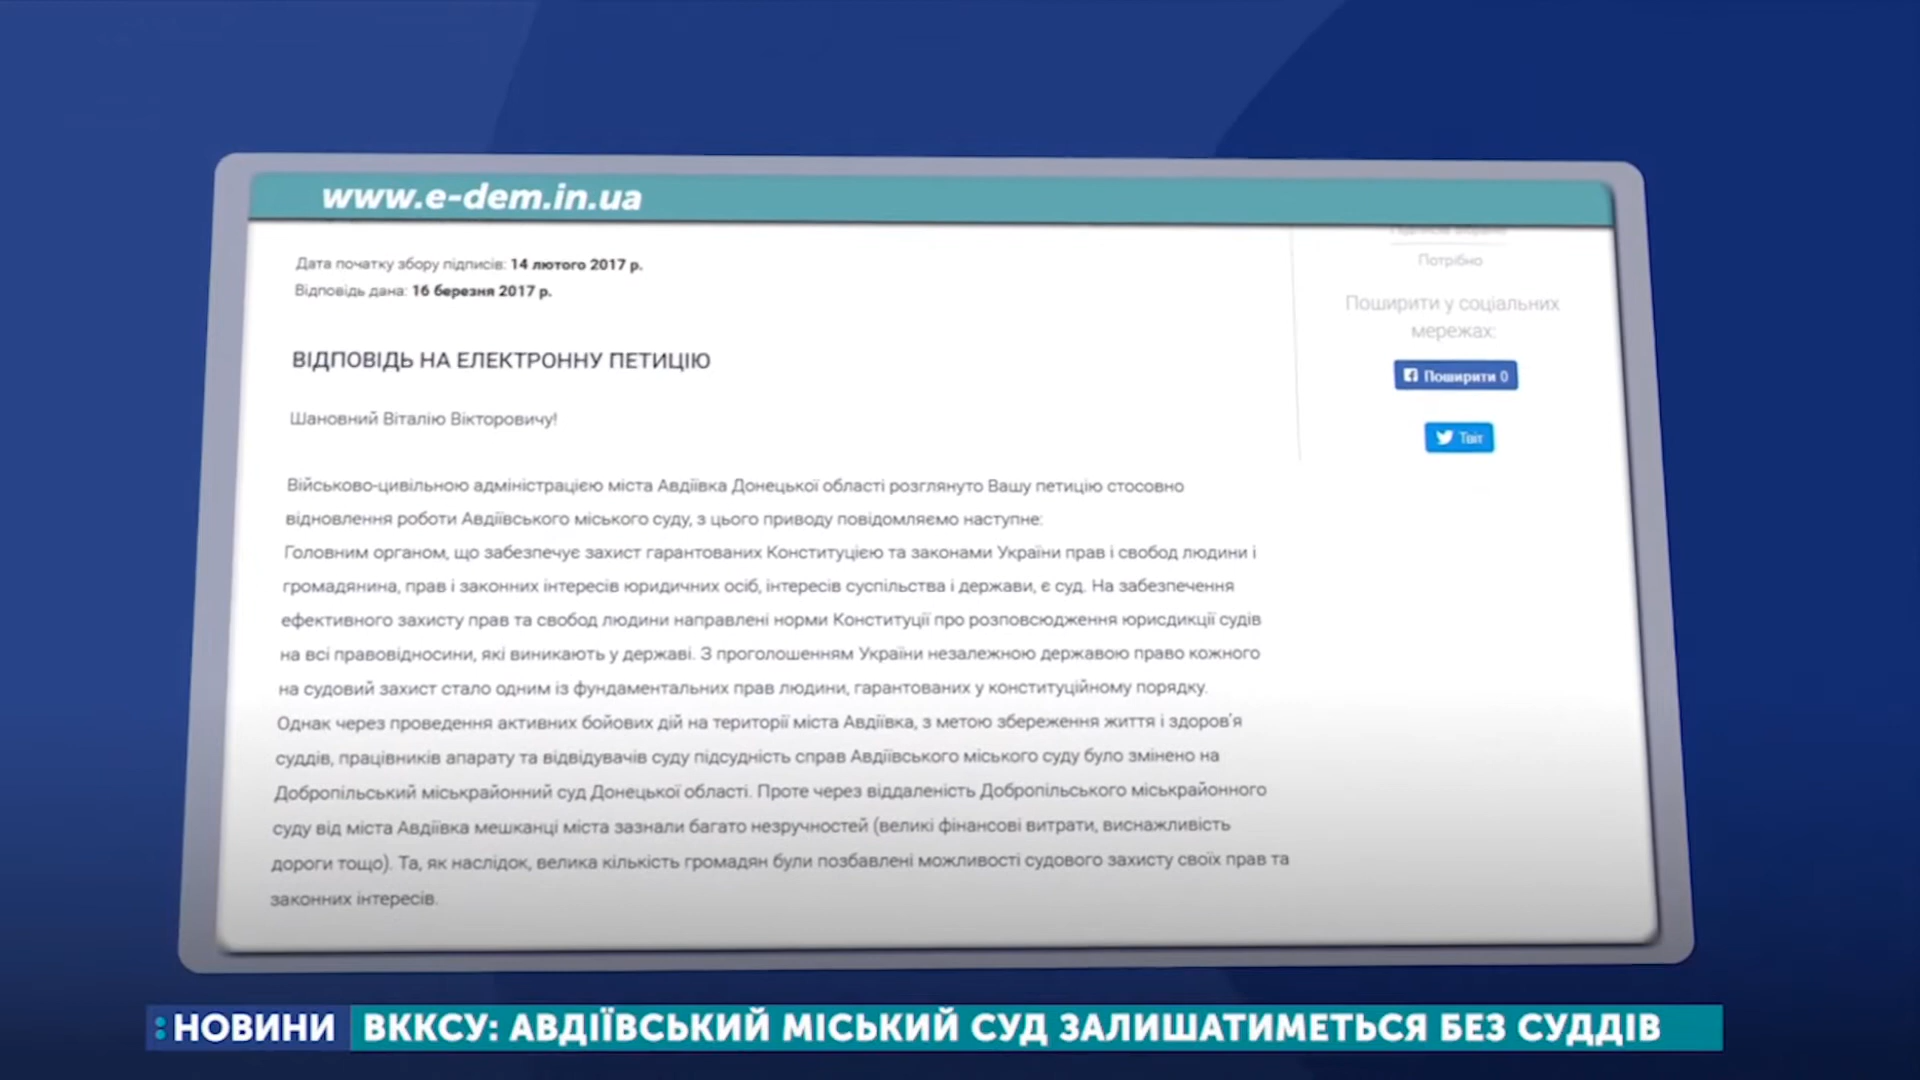 www.e-dem.in.ua
Дата початку збору підписів: 14 лютого 2017 р.
Відповідь дана: 16 березня 2017 р.
Потрібно
Поширити у соціальних
мережах:
Поширити 0
Твіт
ВІДПОВІДЬ НА ЕЛЕКТРОННУ ПЕТИЦІЮ
Шановний Віталію Вікторовичу!
Військово-цивільною адміністрацією міста Авдіївка Донецької області розглянуто Вашу петицію стосовно
відновлення роботи Авдіївського міського суду, з цього приводу повідомляємо наступне:
Головним органом, що забезпечує захист гарантованих Конституцією та законами України прав і свобод людини і
громадянина, прав і законних інтересів юридичних осіб, інтересів суспільства і держави, є суд. На забезпечення
ефективного захисту прав та свобод людини направлені норми Конституції про розповсюдження юрисдикції судів
на всі правовідносини, які виникають у державі. З проголошенням України незалежною державою право кожного
на судовий захист стало одним із фундаментальних прав людини, гарантованих у конституційному порядку.
Однак через проведення активних бойових дій на території міста Авдіївка, з метою збереження життя і здоров'я
суддів, працівників апарату та відвідувачів суду підсудність справ Авдіївського міського суду було змінено на
Добропільський міськрайонний суд Донецької області. Проте через віддаленість Добропільського міськрайонного
суду від міста Авдіївка мешканці міста зазнали багато незручностей (великі фінансові витрати, виснажливість
дороги тощо). Та, як наслідок, велика кількість громадян були позбавлені можливості судового захисту своїх прав та
законних інтересів.
НОВИНИ ВККСУ: АВДІЇВСЬКИЙ МІСЬКИЙ СУД ЗАЛИШАТИМЕТЬСЯ БЕЗ СУДДІВ